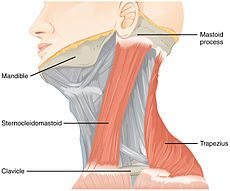 Mastoid
process
Mandible
Sternocleidomastoid
Trapezius
Clavicle